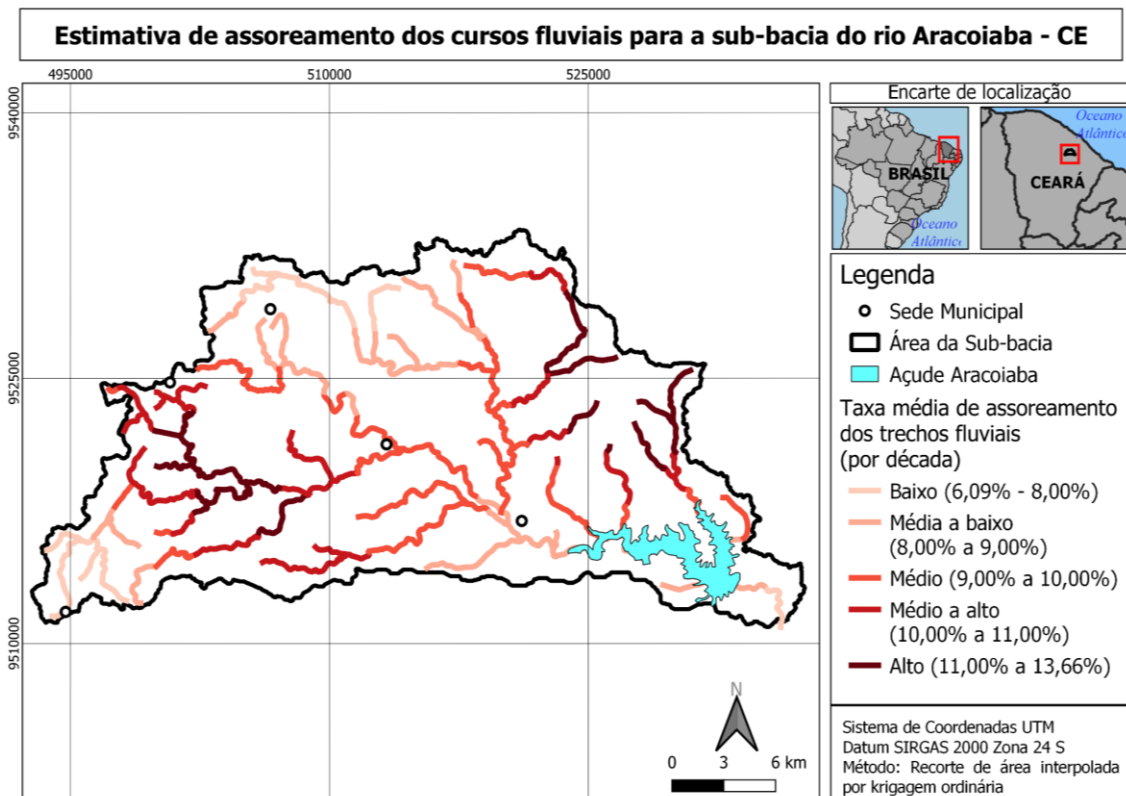 Estimativa de assoreamento dos cursos fluviais para a sub-bacia do rio Aracoiaba - CE
495000
510000
525000
9540000
9525000
9510000
N
0 3 6 km
Encarte de localização
BRASIL
Oceano
Atlântico
CEARÁ
Oceano
Atlântico
Legenda
Sede Municipal
Área da Sub-bacia
Açude Aracoiaba
Taxa média de assoreamento
dos trechos fluviais
(por década)
Baixo (6,09% - 8,00%)
Média a baixo
(8,00% a 9,00%)
Médio (9,00% a 10,00%)
Médio a alto
(10,00% a 11,00%)
Alto (11,00% a 13,66%)
Sistema de Coordenadas UTM
Datum SIRGAS 2000 Zona 24 S
Método: Recorte de área interpolada
por krigagem ordinária